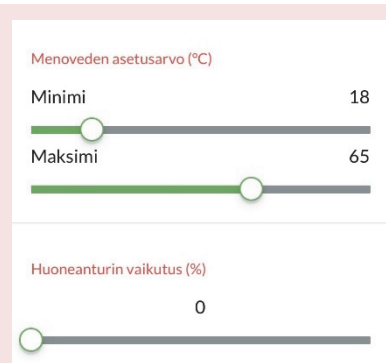 Menoveden asetusarvo (°C)
Minimi 18
Maksimi 65
Huoneanturin vaikutus (%)
0